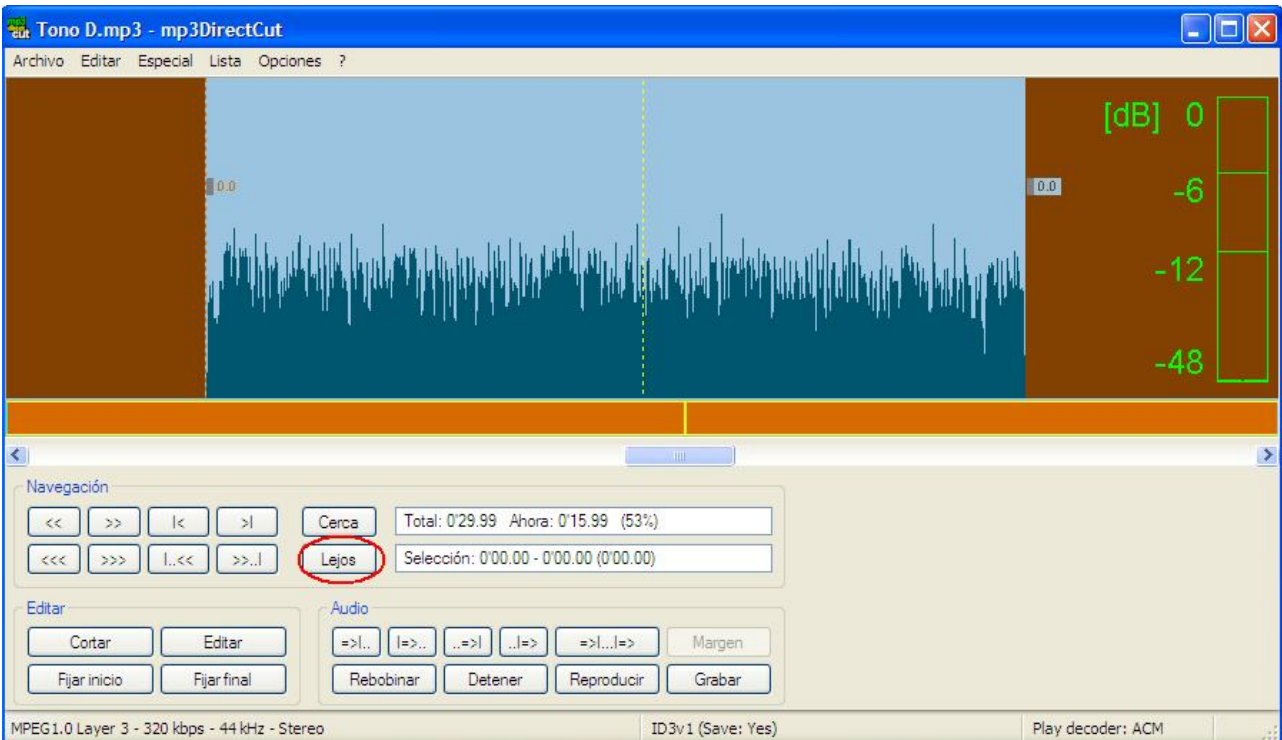 Tono D.mp3 - mp3DirectCut
Archivo Editar Especial Lista Opciones ?
[dB] 0
0.0 0.0 -6
-12
-48
Navegación
<< >> |< >| Cerca Total: 0'29.99 Ahora: 0'15.99 (53%)
<<< >>> |..<< >>..| Lejos Selección: 0'00.00 - 0'00.00 (0'00.00)
Editar Audio
Cortar Editar =>|.. |=>.. ..=>| ..|=> =>|...|=> Margen
Fijar inicio Fijar final Rebobinar Detener Reproducir Grabar
MPEG1.0 Layer 3 - 320 kbps - 44 kHz - Stereo ID3v1 (Save: Yes) Play decoder: ACM